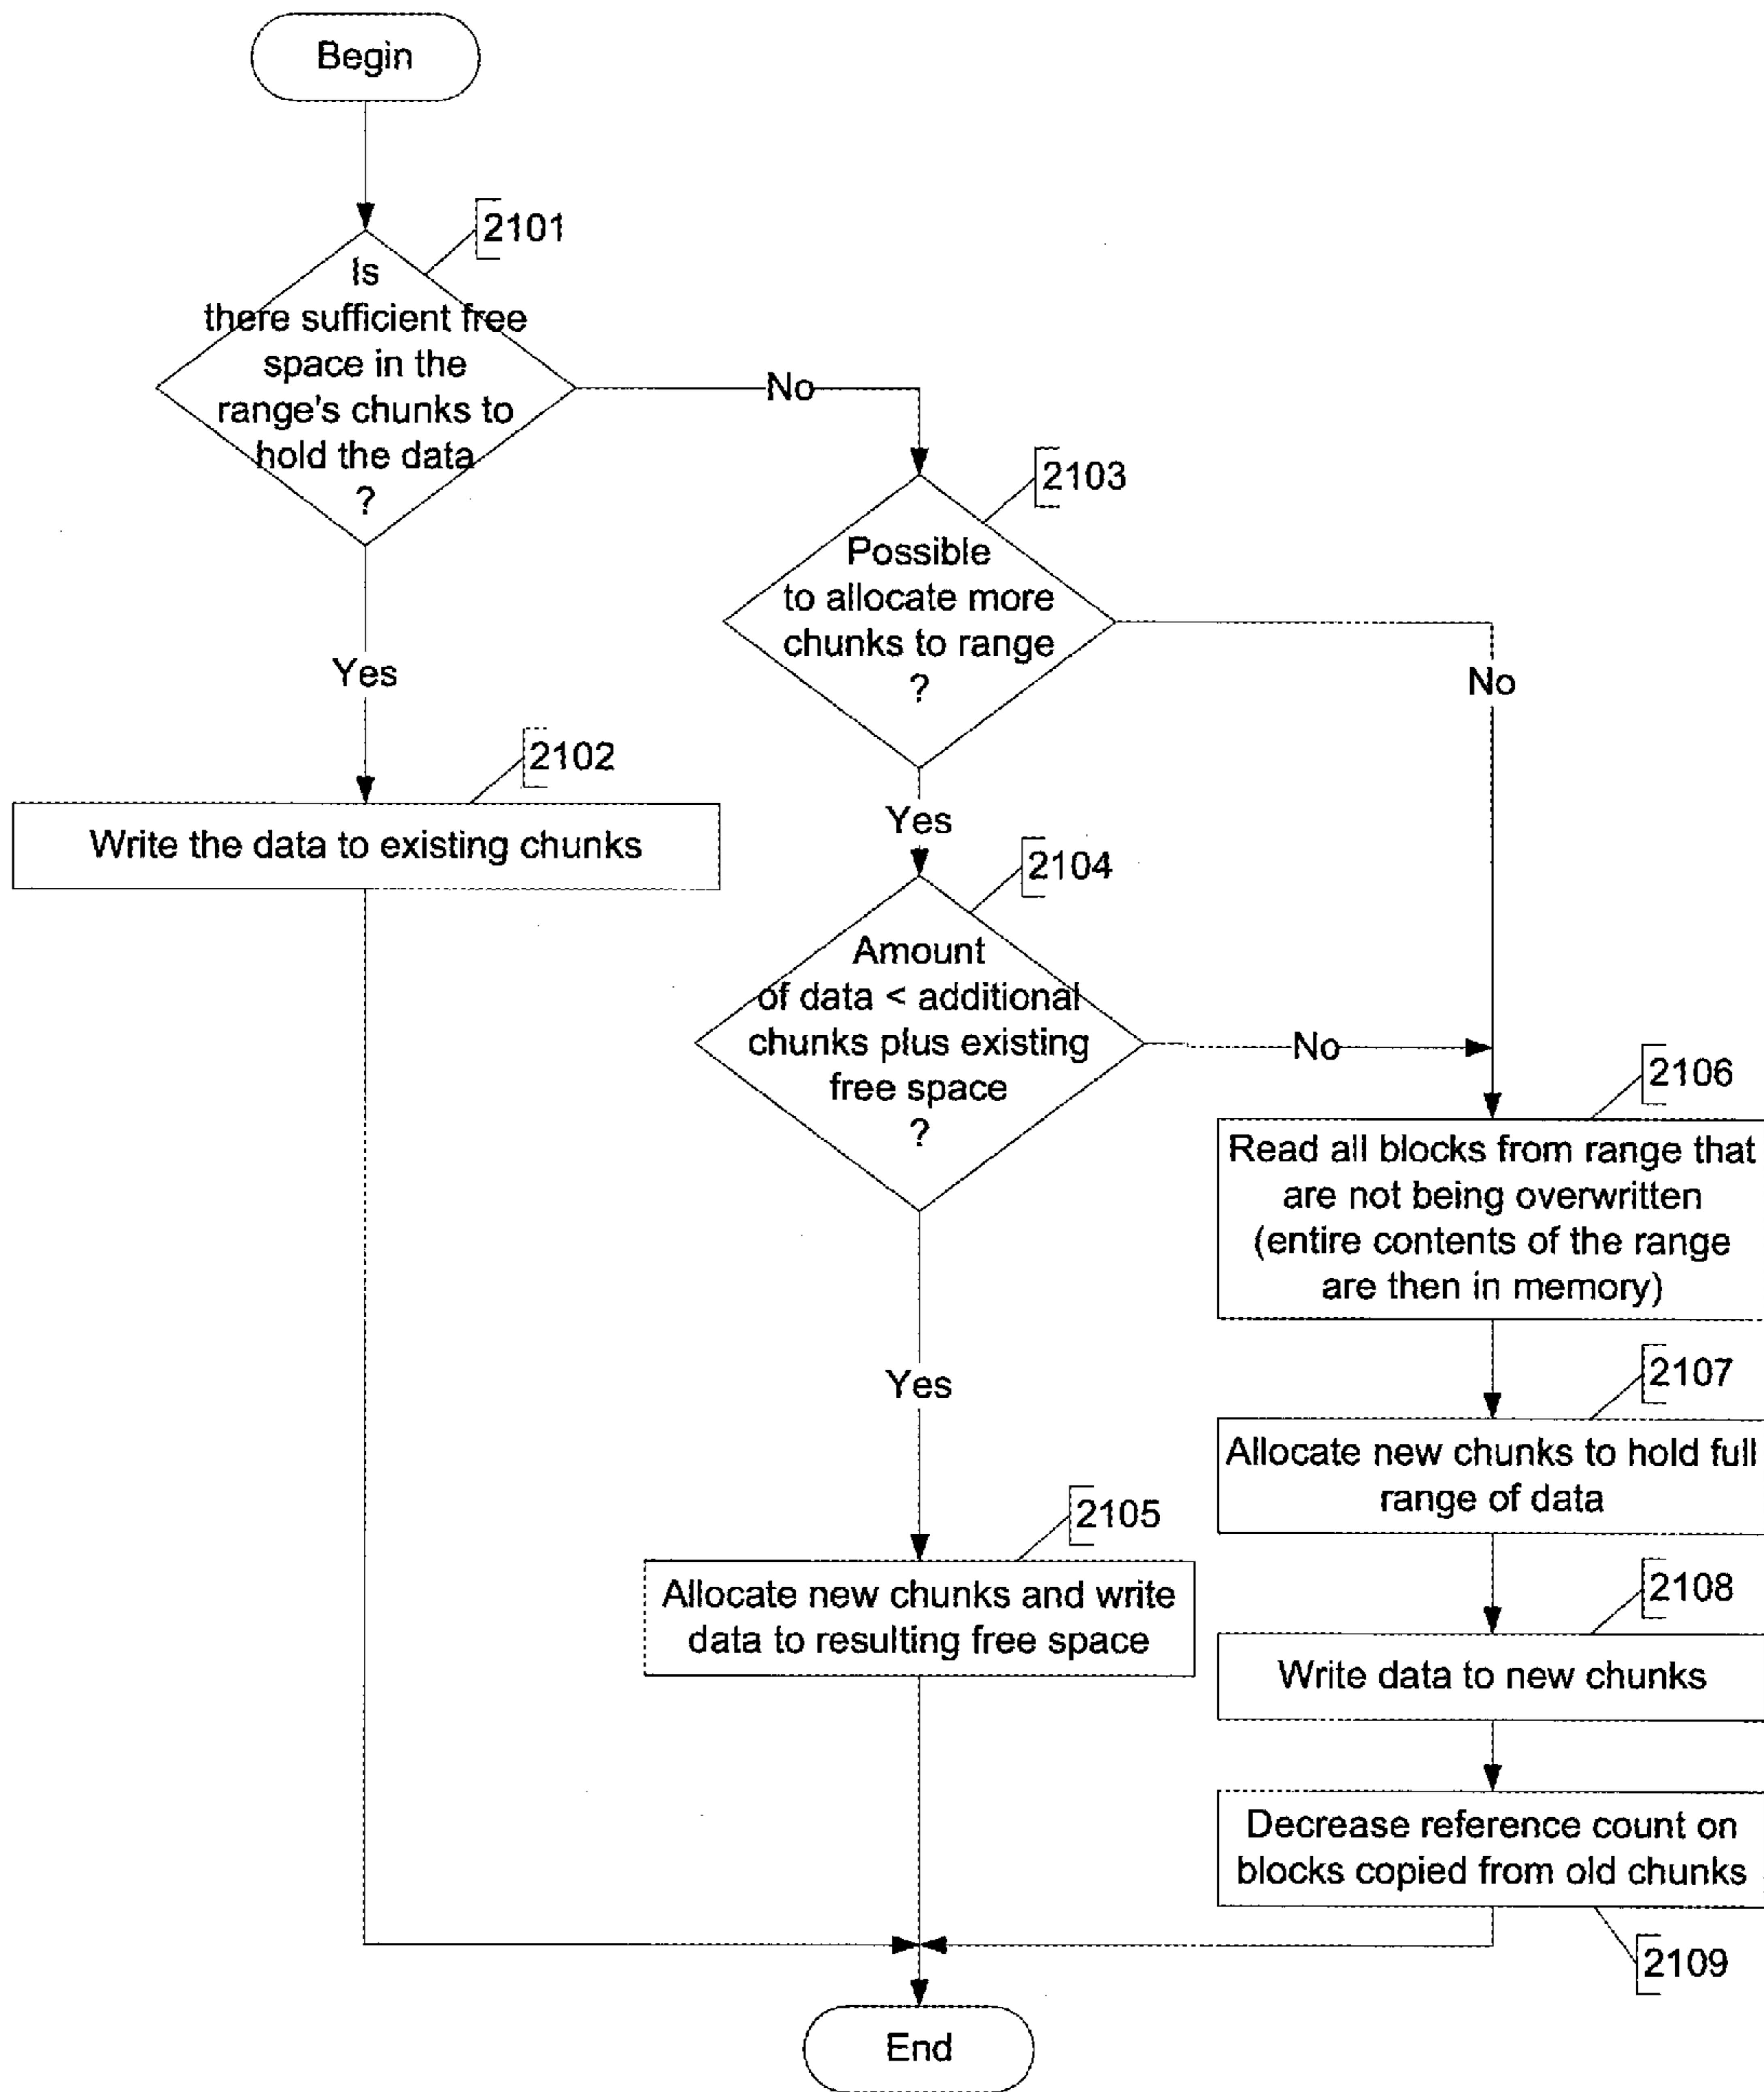 Begin
2101
Is
there sufficient free
space in the
range's chunks to
hold the data
?
No
2103
Possible
to allocate more
chunks to range
?
No
Yes
2102
Write the data to existing chunks
Yes
2104
Amount
of data < additional
chunks plus existing
free space
?
No
2106
Read all blocks from range that
are not being overwritten
(entire contents of the range
are then in memory)
2107
Yes
Allocate new chunks to hold full
range of data
2105
Allocate new chunks and write
data to resulting free space
2108
Write data to new chunks
Decrease reference count on
blocks copied from old chunks
2109
End